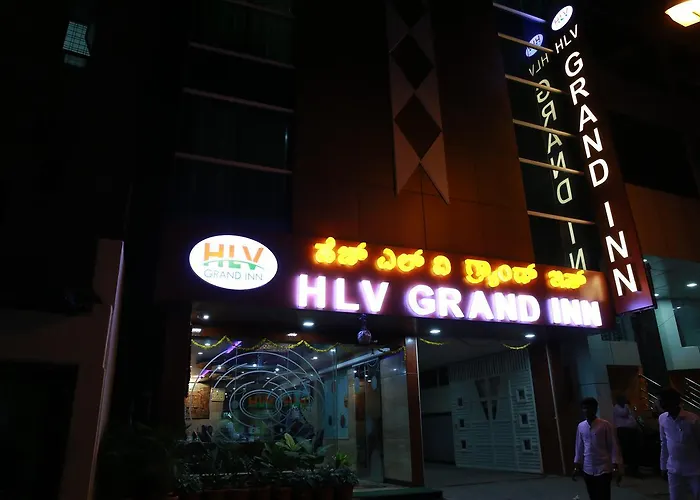 HLV
GRAND INN
ಹೆಚ್ ಎಲ್ ವಿ ಗ್ರ್ಯಾಂಡ್ ಇನ್
HLV GRAND INN
HLV GRAND INN